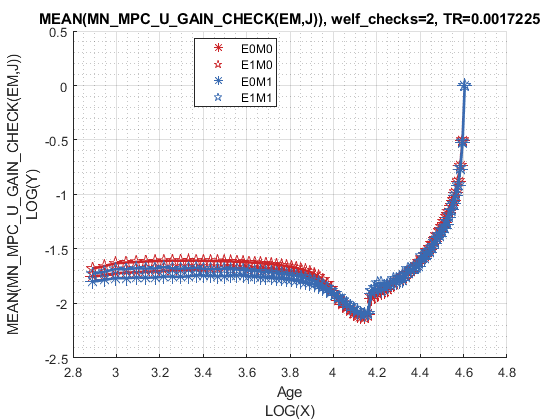 MEAN(MN_MPC_U_GAIN_CHECK(EM,J)), welf_checks=2, TR=0.0017225
MEAN(MN_MPC_U_GAIN_CHECK(EM,J))
LOG(Y)
0.5
0
-0.5
-1
-1.5
-2
-2.5
E0M0
E1M0
E0M1
E1M1
2.8
3
3.2
3.4
3.6
3.8
4
4.2
4.4
4.6
4.8
Age
LOG(X)